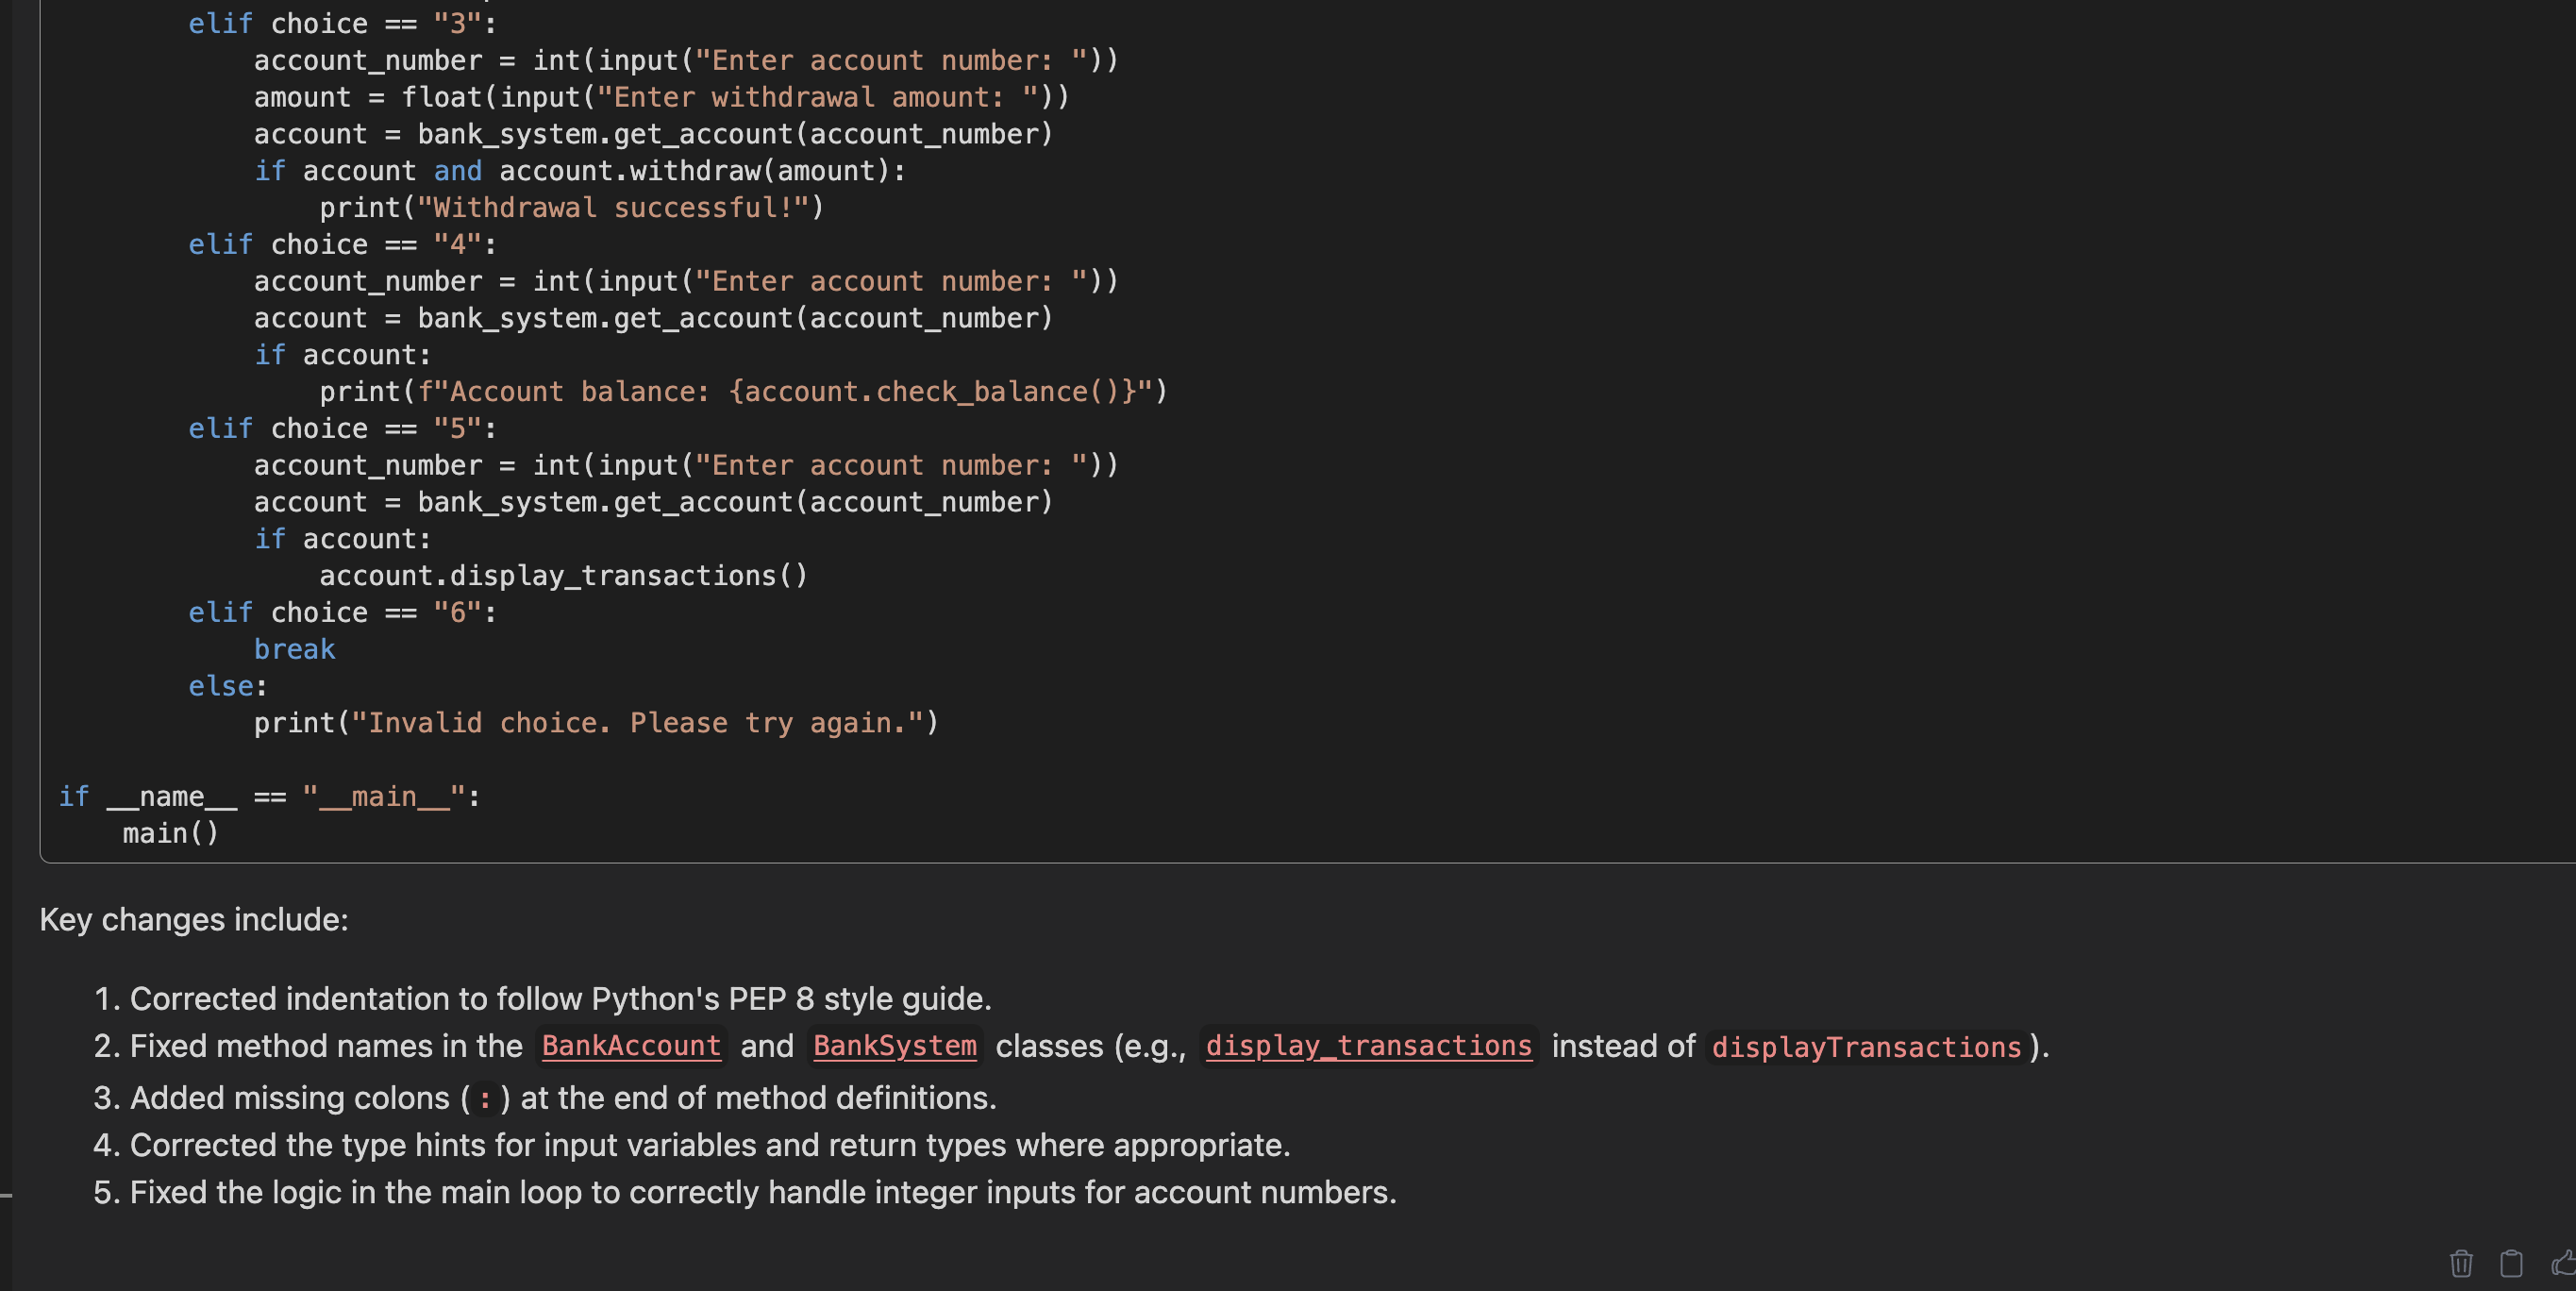 elif choice == "3":
account_number = int(input("Enter account number: "))
amount = float(input("Enter withdrawal amount: "))
account = bank_system.get_account(account_number)
if account and account.withdraw(amount):
print("Withdrawal successful!")
elif choice == "4":
account_number = int(input("Enter account number: "))
account = bank_system.get_account(account_number)
if account:
print(f"Account balance: {account.check_balance()}")
elif choice == "5":
account_number = int(input("Enter account number: "))
account = bank_system.get_account(account_number)
if account:
account.display_transactions()
elif choice == "6":
break
else:
print("Invalid choice. Please try again.")
if __name__ == "__main__":
main()
Key changes include:
1. Corrected indentation to follow Python's PEP 8 style guide.
2. Fixed method names in the BankAccount and BankSystem classes (e.g., display_transactions instead of displayTransactions).
3. Added missing colons (:) at the end of method definitions.
4. Corrected the type hints for input variables and return types where appropriate.
5. Fixed the logic in the main loop to correctly handle integer inputs for account numbers.